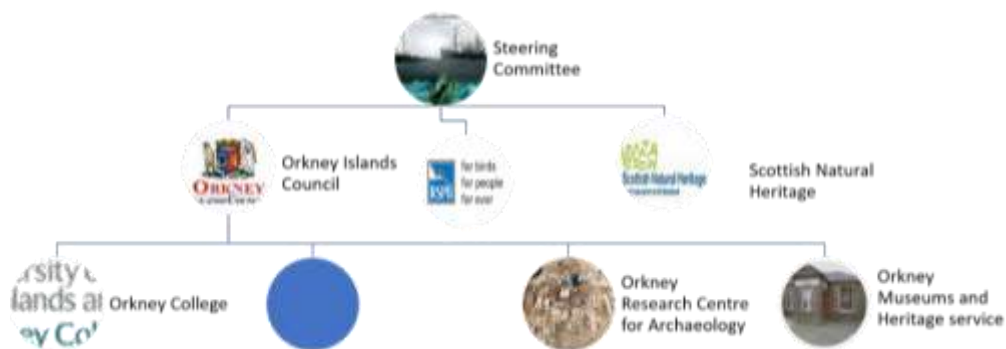 Steering
Committee
Orkney Islands
Council
ORKNEY
for birds
for people
for ever
Scottish Natural Heritage
Scottish Natural
Heritage
Orkney College
Orkney
Research Centre
for Archaeology
Orkney
Museums and
Heritage service